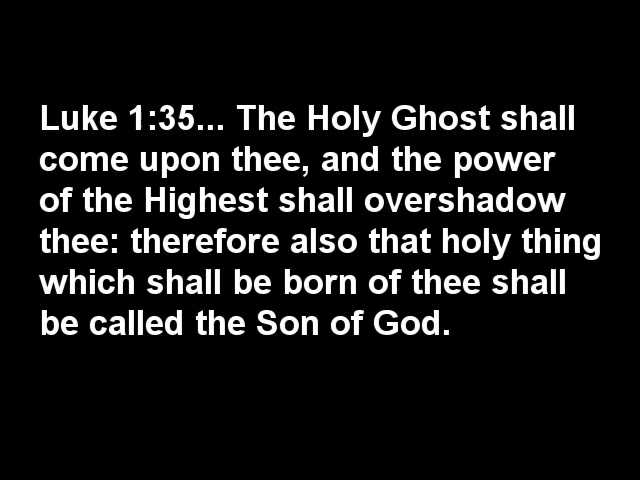 Luke 1:35... The Holy Ghost shall
come upon thee, and the power
of the Highest shall overshadow
thee: therefore also that holy thing
which shall be born of thee shall
be called the Son of God.